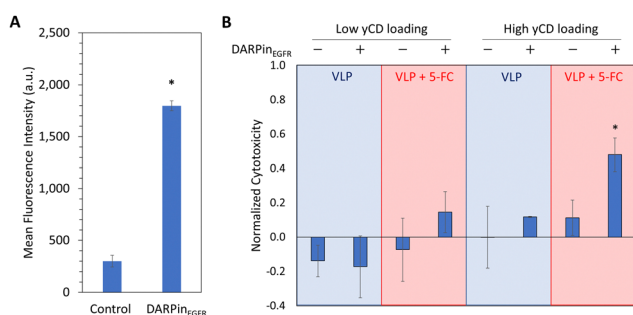 A
Mean Fluorescence Intensity (a.u.)
2,500
2,000
1,500
1,000
500
0
*
Control DARPinEGFR
B
Low yCD loading High yCD loading
DARPinEGFR − + − + − + − +
Normalized Cytotoxicity
1.0
0.8
0.6
0.4
0.2
0.0
-0.2
-0.4
VLP VLP + 5-FC VLP VLP + 5-FC
*